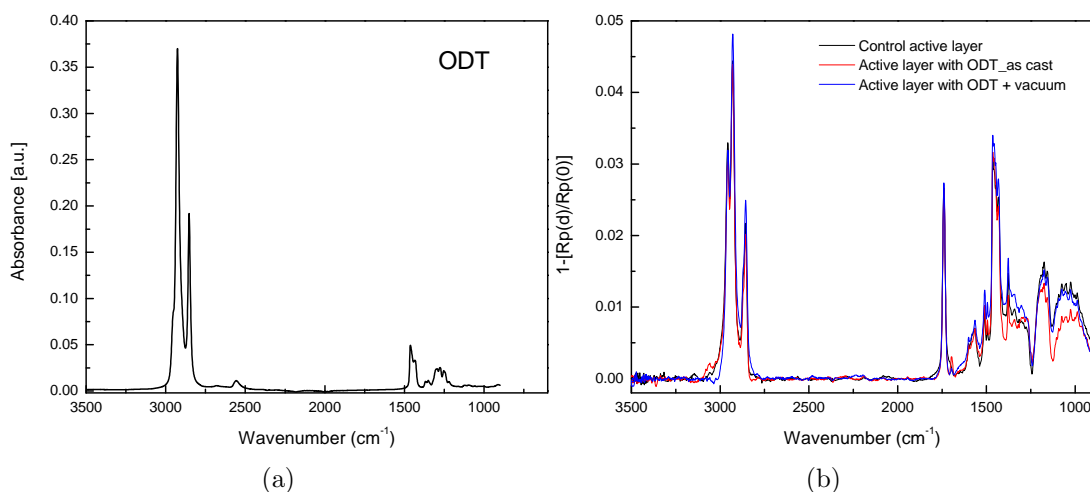 0.40
0.35
0.30
0.25
0.20
0.15
0.10
0.05
0.00
Absorbance [a.u.]
ODT
3500 3000 2500 2000 1500 1000
Wavenumber (cm⁻¹)
(a)
0.05
0.04
0.03
0.02
0.01
0.00
1-[Rp(d)/Rp(0)]
Control active layer
Active layer with ODT_as cast
Active layer with ODT + vacuum
3500 3000 2500 2000 1500 1000
Wavenumber (cm⁻¹)
(b)